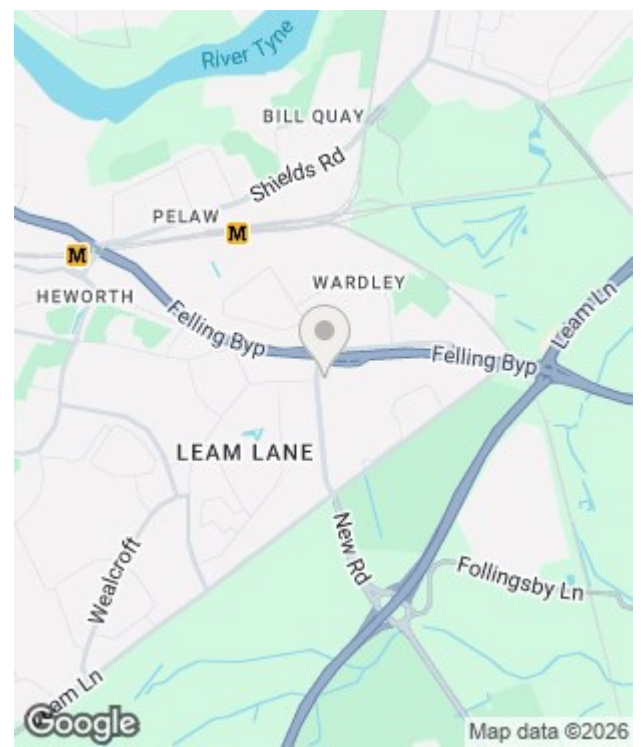 River Tyne
BILL QUAY
Shields Rd
PELAW
M
M
WARDLEY
HEWORTH
Leam Ln
Felling Byp
Felling Byp
LEAM LANE
New Rd
Wealcroft
Follingsby Ln
Leam Ln
Google
Map data ©2026